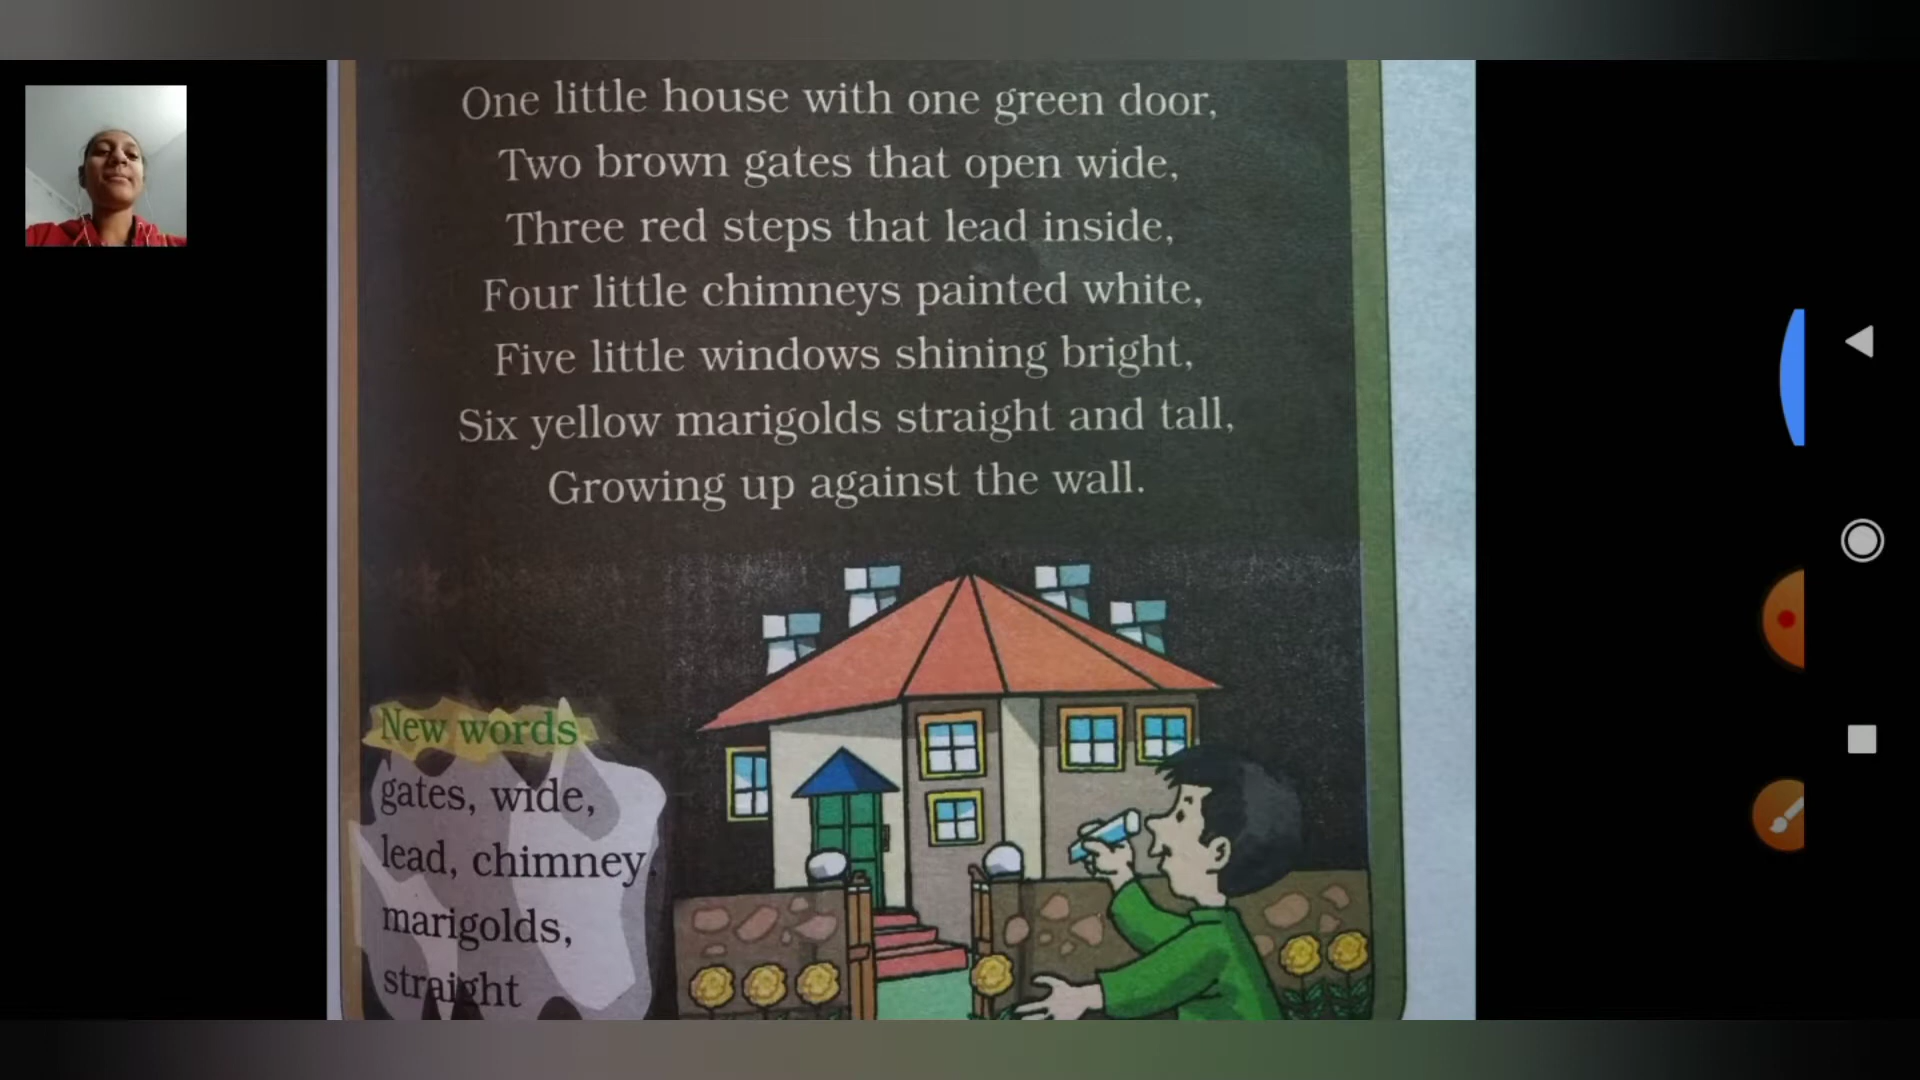 One little house with one green door,
Two brown gates that open wide,
Three red steps that lead inside,
Four little chimneys painted white,
Five little windows shining bright,
Six yellow marigolds straight and tall,
Growing up against the wall.
New words
gates, wide,
lead, chimney
marigolds,
straight